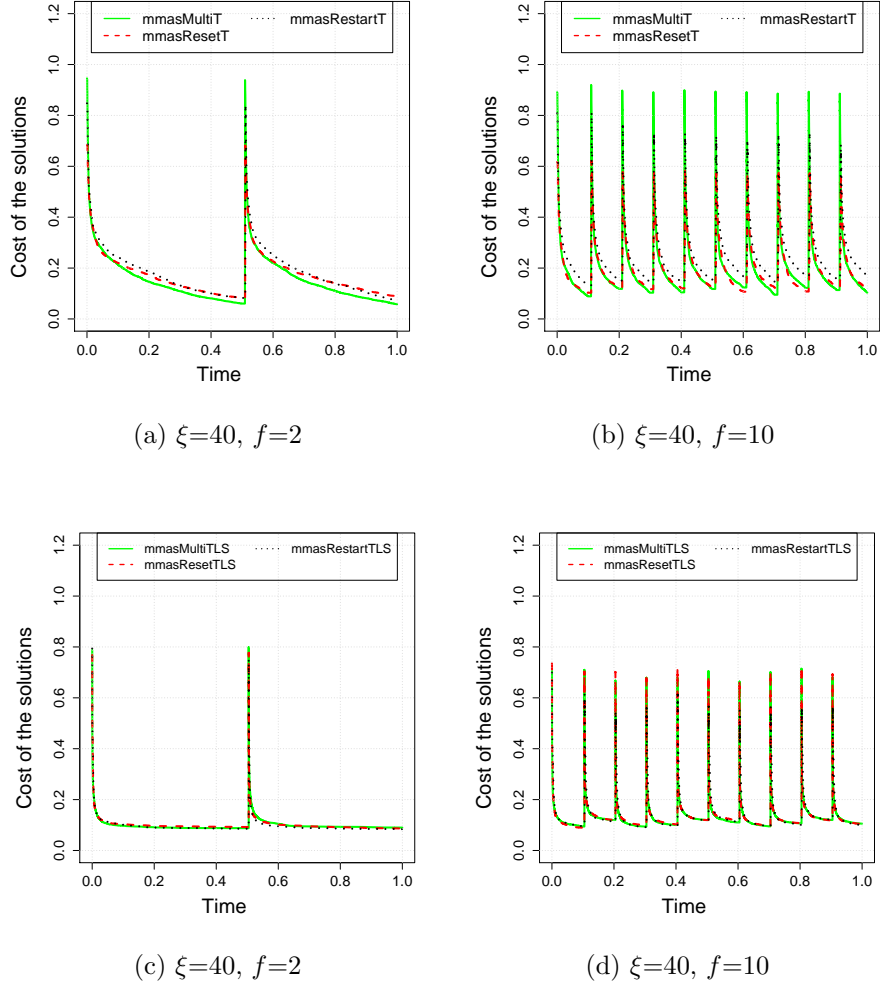 mmasMultiT mmasRestartT
mmasResetT
Cost of the solutions
0.0 0.2 0.4 0.6 0.8 1.0 1.2
0.0 0.2 0.4 0.6 0.8 1.0
Time
(a) ξ=40, f=2
mmasMultiT mmasRestartT
mmasResetT
Cost of the solutions
0.0 0.2 0.4 0.6 0.8 1.0 1.2
0.0 0.2 0.4 0.6 0.8 1.0
Time
(b) ξ=40, f=10
mmasMultiTLS mmasRestartTLS
mmasResetTLS
Cost of the solutions
0.0 0.2 0.4 0.6 0.8 1.0 1.2
0.0 0.2 0.4 0.6 0.8 1.0
Time
(c) ξ=40, f=2
mmasMultiTLS mmasRestartTLS
mmasResetTLS
Cost of the solutions
0.0 0.2 0.4 0.6 0.8 1.0 1.2
0.0 0.2 0.4 0.6 0.8 1.0
Time
(d) ξ=40, f=10